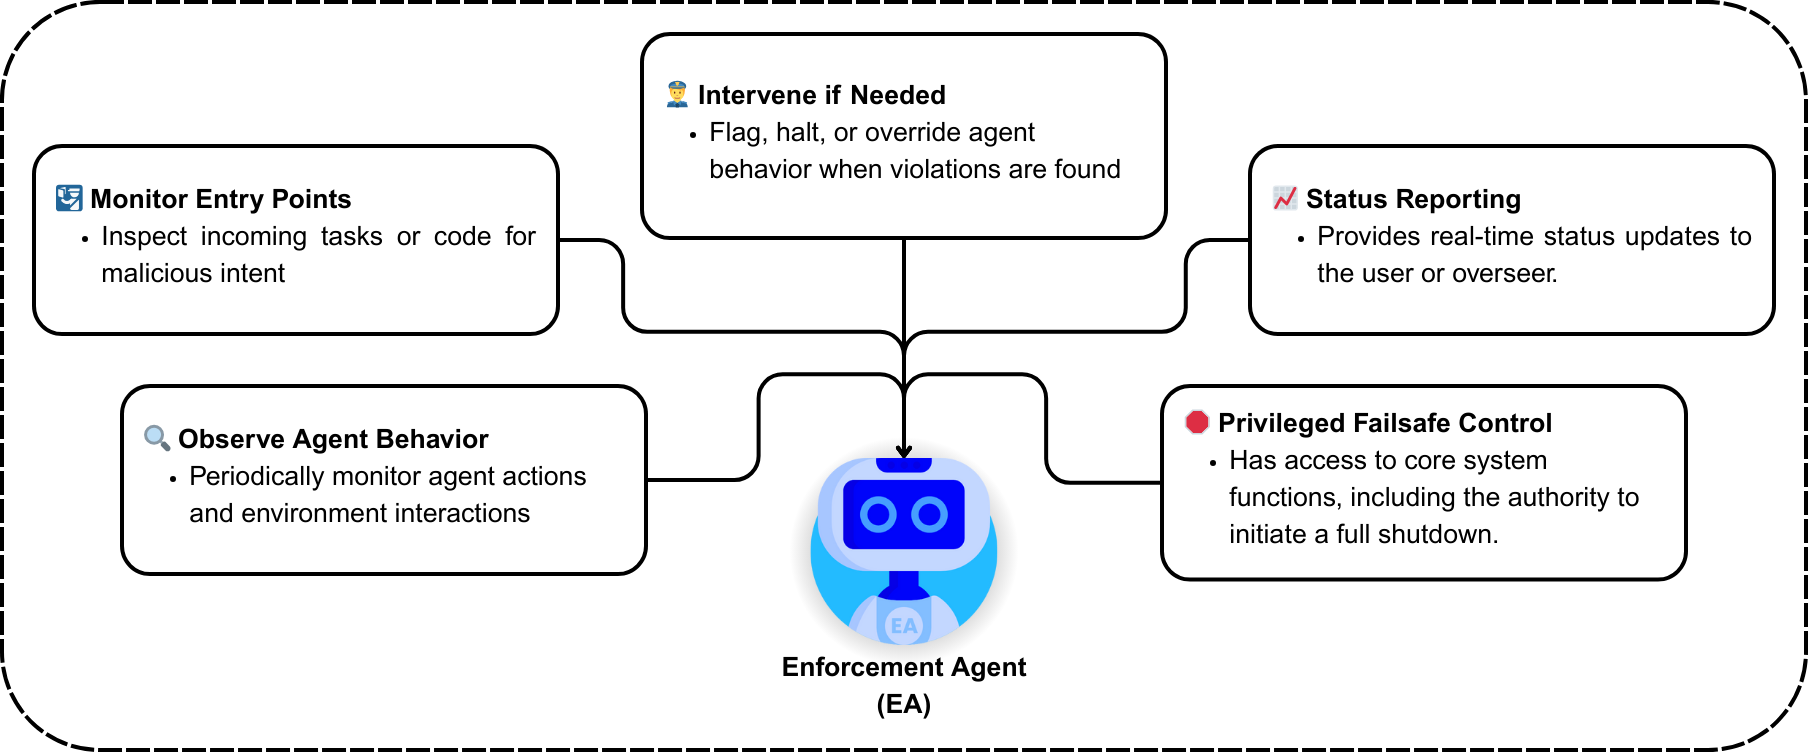 Intervene if Needed
• Flag, halt, or override agent
behavior when violations are found
Monitor Entry Points
• Inspect incoming tasks or code for
malicious intent
Status Reporting
• Provides real-time status updates to
the user or overseer.
Observe Agent Behavior
• Periodically monitor agent actions
and environment interactions
Privileged Failsafe Control
• Has access to core system
functions, including the authority to
initiate a full shutdown.
EA
Enforcement Agent
(EA)